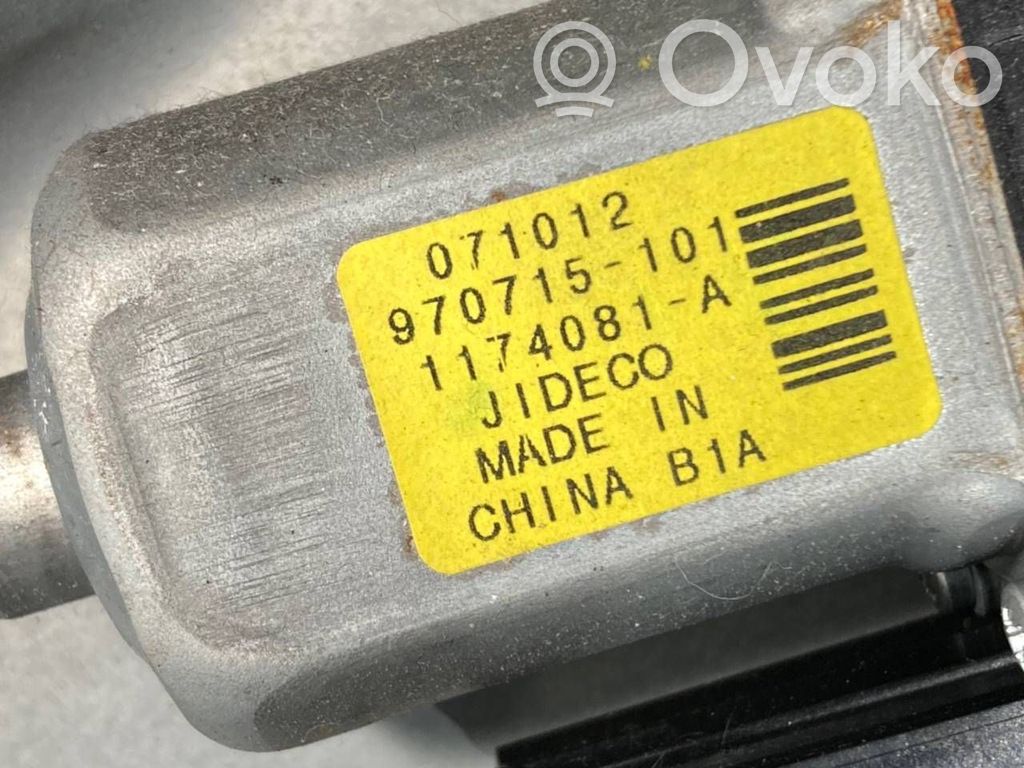 Ovoko
071012
970715-101
1174081-A
JIDECO
MADE IN
CHINA B1A